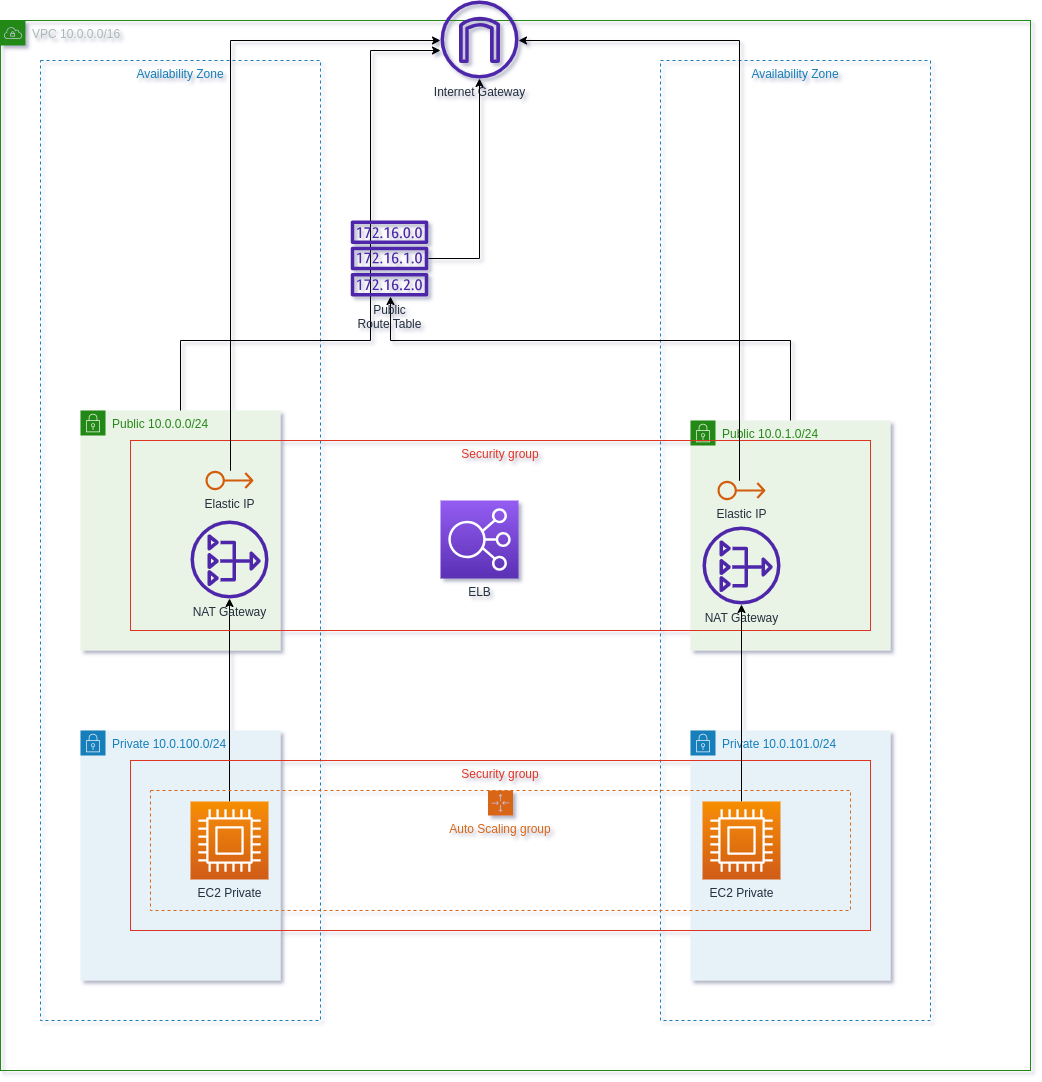 VPC 10.0.0.0/16
Availability Zone
Internet Gateway
Availability Zone
172.16.0.0
172.16.1.0
172.16.2.0
Public
Route Table
Public 10.0.0.0/24
Public 10.0.1.0/24
Security group
Elastic IP
Elastic IP
NAT Gateway
ELB
NAT Gateway
Private 10.0.100.0/24
Private 10.0.101.0/24
Security group
Auto Scaling group
EC2 Private
EC2 Private